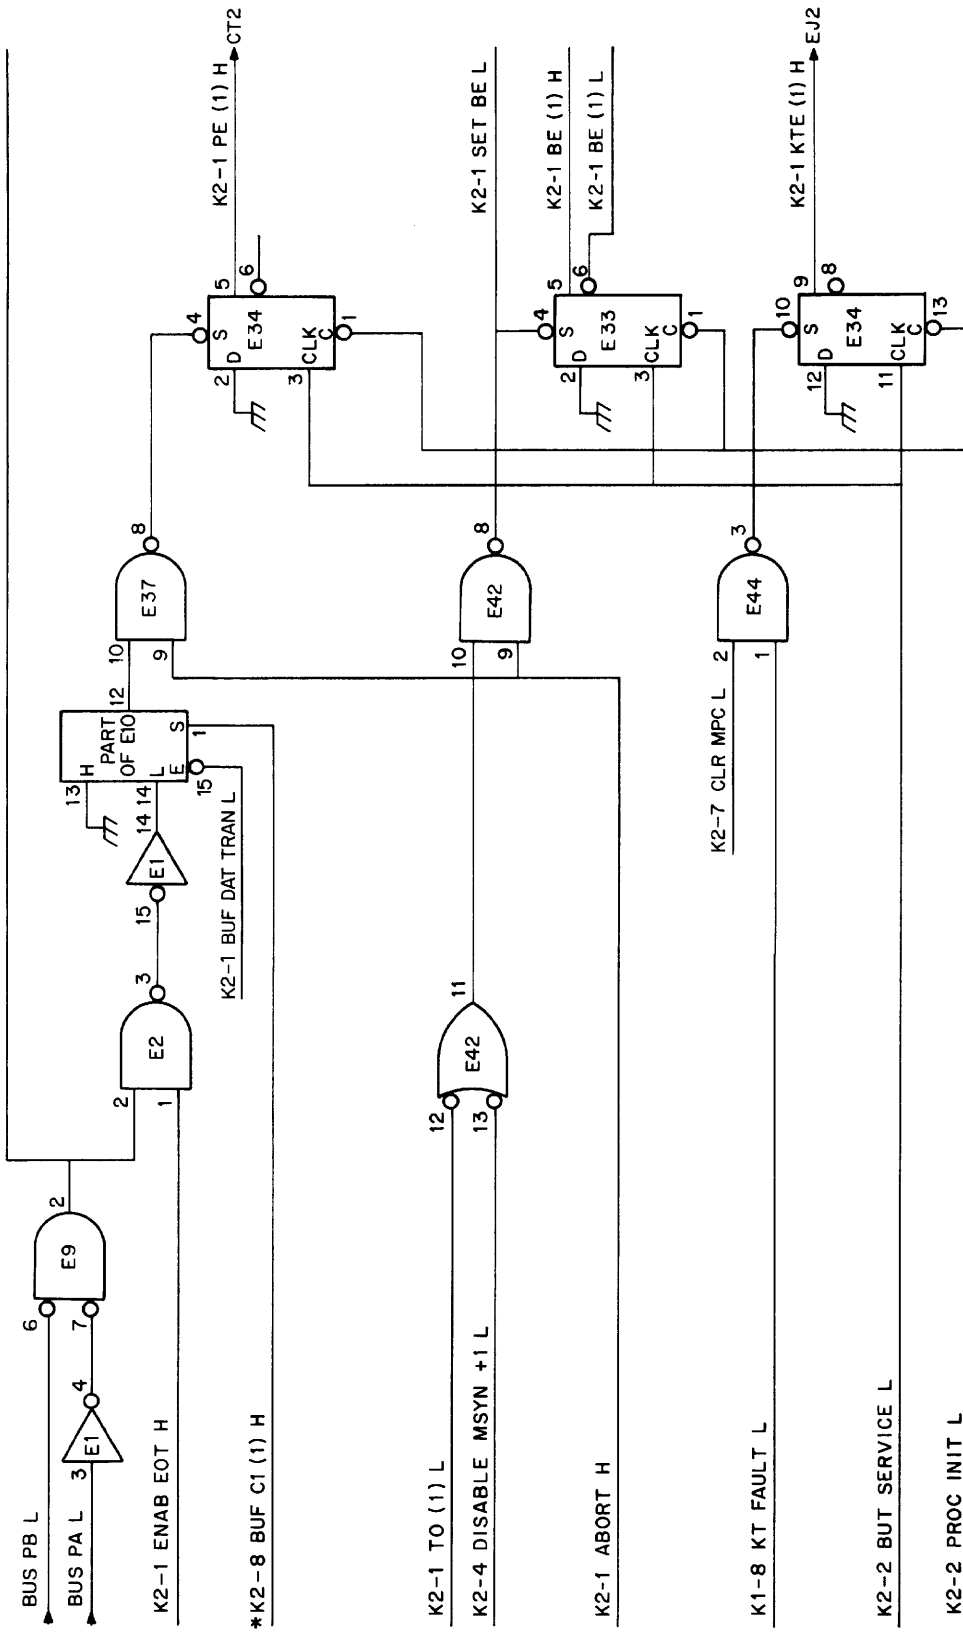 BUS PB L
BUS PA L
3
E1
4
6
7
E9
2
K2-1 ENAB EOT H
2
1
E2
3
15
E1
14
14
13
H
PART
OF E10
L
E
S
12
15
1
K2-1 BUF DAT TRAN L
*K2-8 BUF C1 (1) H
10
9
E37
8
4
S
2
D
E34
5
6
3
CLK
C
1
K2-1 PE (1) H
CT2
K2-1 TO (1) L
K2-4 DISABLE MSYN +1 L
12
13
E42
11
10
9
E42
8
K2-1 SET BE L
4
S
2
D
E33
5
6
3
CLK
C
1
K2-1 BE (1) H
K2-1 BE (1) L
K2-1 ABORT H
K2-7 CLR MPC L
K1-8 KT FAULT L
2
1
E44
3
10
S
12
D
E34
9
8
11
CLK
C
13
K2-1 KTE (1) H
EJ2
K2-2 BUT SERVICE L
K2-2 PROC INIT L